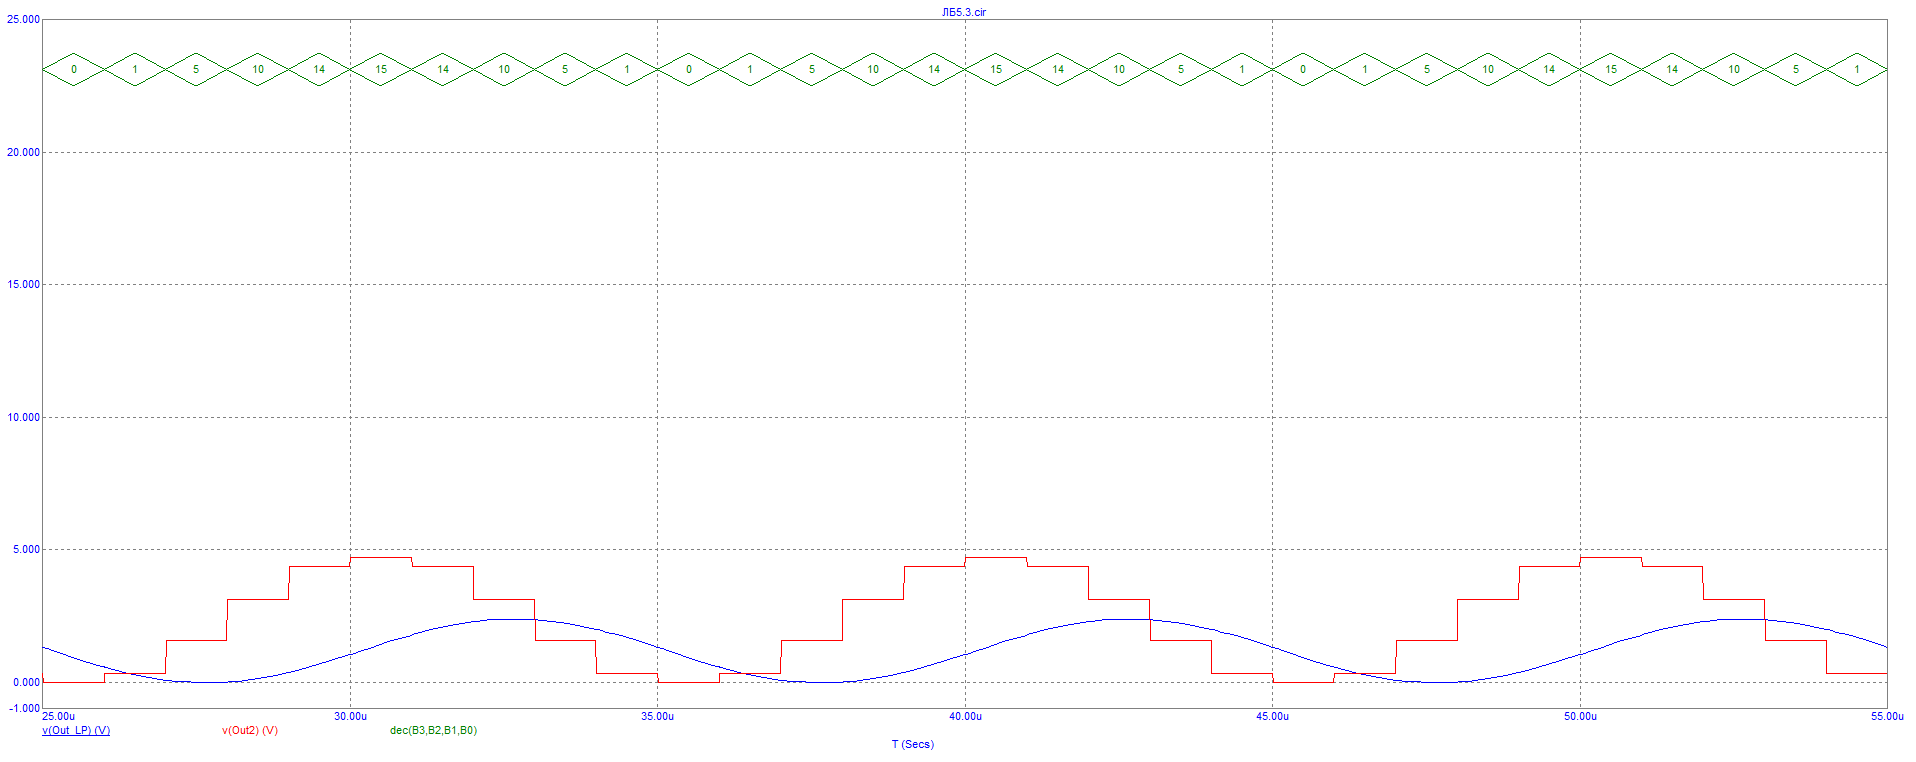 ЛБ5.3.cir
25.000
0 1 5 10 14 15 14 10 5 1 0 1 5 10 14 15 14 10 5 1 0 1 5 10 14 15 14 10 5 1
20.000
15.000
10.000
5.000
0.000
-1.000
25.00u 30.00u 35.00u 40.00u 45.00u 50.00u 55.00u
v(Out_LP) (V) v(Out2) (V) dec(B3,B2,B1,B0)
T (Secs)